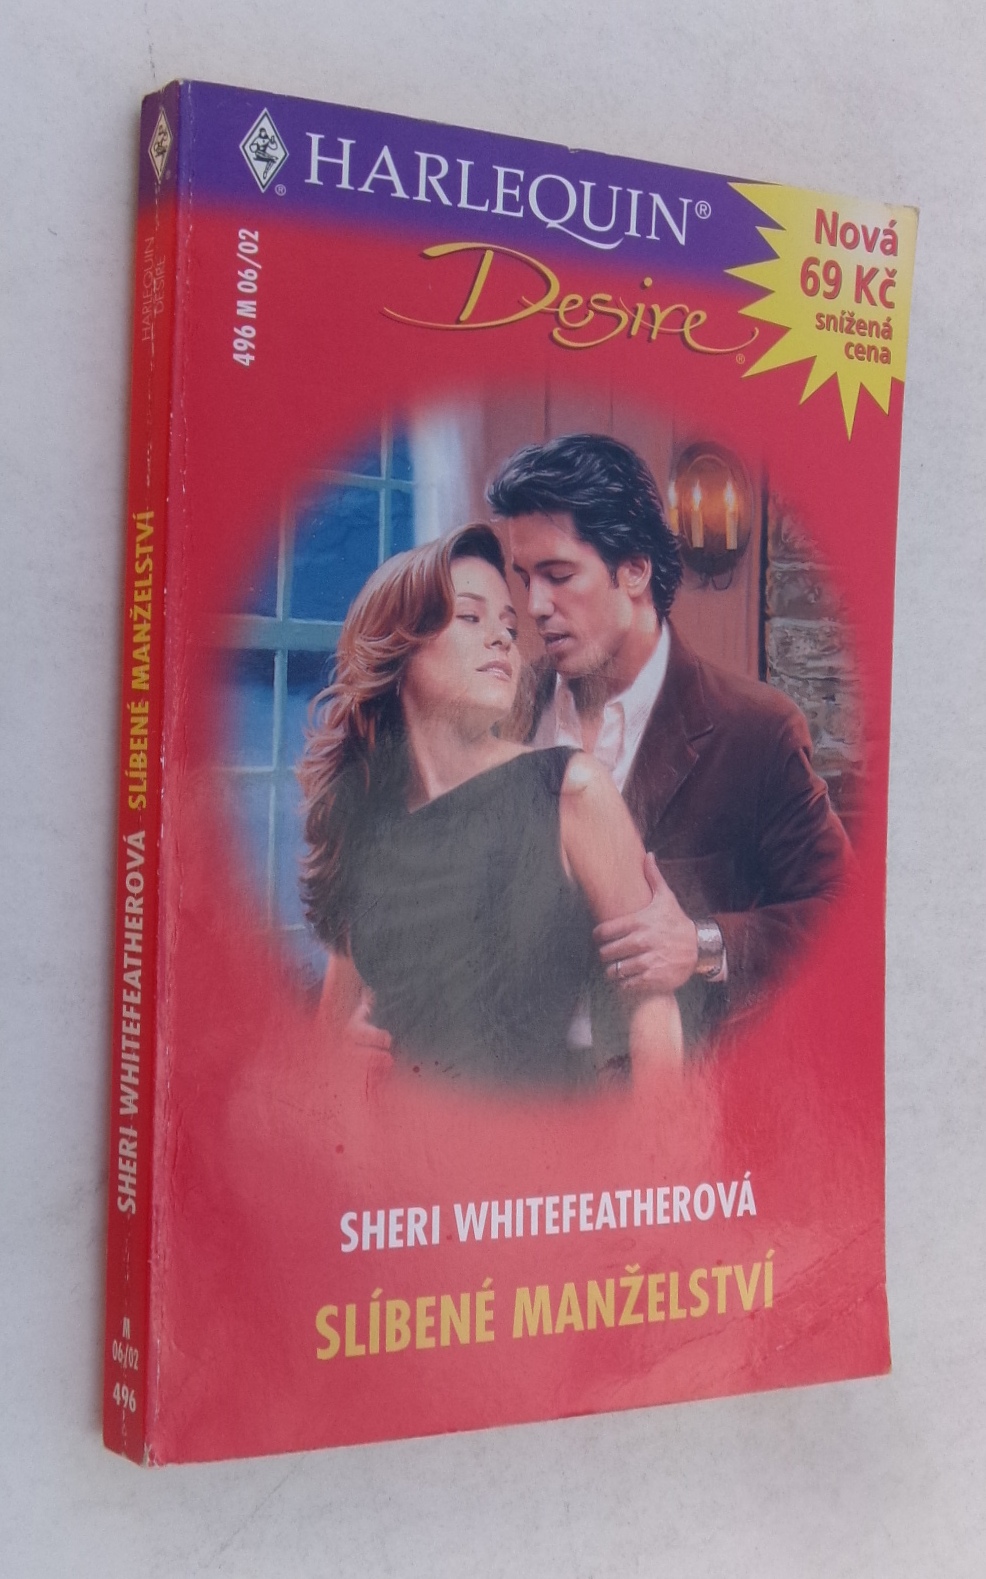 HARLEQUIN®
Desire®
496 M 06/02
Nová
69 Kč
snížená
cena
SHERI WHITEFEATHEROVÁ
SLÍBENÉ MANŽELSTVÍ
HARLEQUIN
DESIRE
SHERI WHITEFEATHEROVÁ SLÍBENÉ MANŽELSTVÍ
M
06/02
496